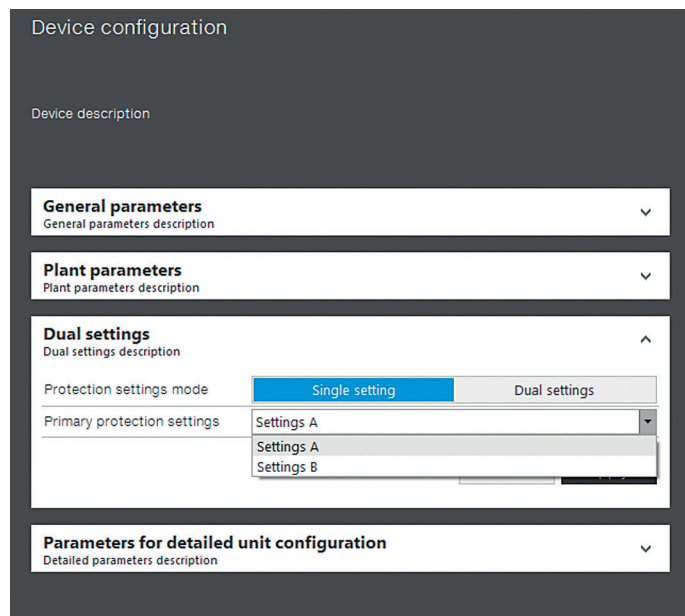 Device configuration
Device description
General parameters
General parameters description
Plant parameters
Plant parameters description
Dual settings
Dual settings description
Protection settings mode Single setting Dual settings
Primary protection settings Settings A
Settings A
Settings B
Parameters for detailed unit configuration
Detailed parameters description